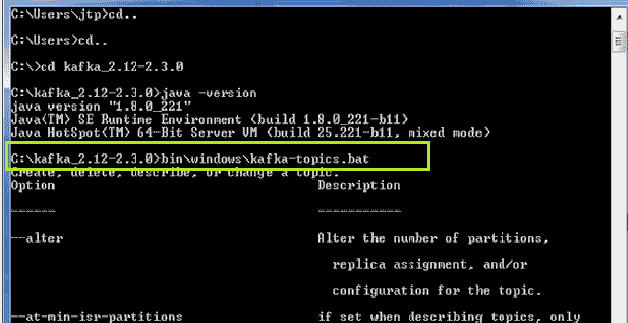 C:\Users\jtp>cd..
C:\Users>cd..
C:\>cd kafka_2.12-2.3.0
C:\kafka_2.12-2.3.0>java -version
java version "1.8.0_221"
Java(TM) SE Runtime Environment (build 1.8.0_221-b11)
Java HotSpot(TM) 64-Bit Server VM (build 25.221-b11, mixed mode)
C:\kafka_2.12-2.3.0>bin\windows\kafka-topics.bat
Create, delete, describe, or change a topic.
Option Description
------ -----------
--alter Alter the number of partitions,
replica assignment, and/or
configuration for the topic.
--at-min-isr-partitions if set when describing topics, only